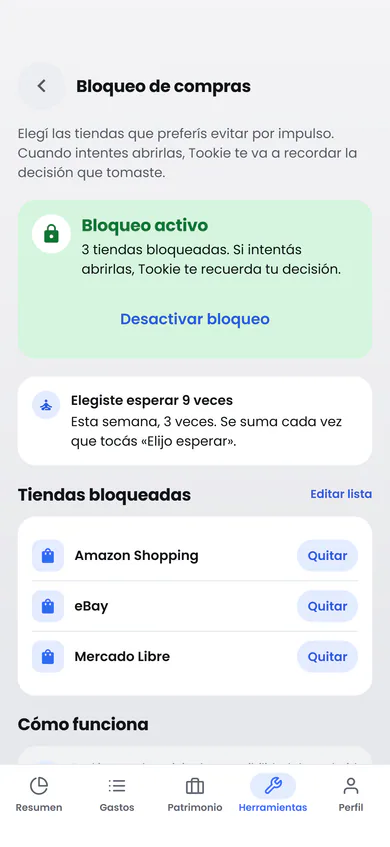 Bloqueo de compras
Elegí las tiendas que preferís evitar por impulso.
Cuando intentes abrirlas, Tookie te va a recordar la
decisión que tomaste.
Bloqueo activo
3 tiendas bloqueadas. Si intentás
abrirlas, Tookie te recuerda tu decisión.
Desactivar bloqueo
Elegiste esperar 9 veces
Esta semana, 3 veces. Se suma cada vez
que tocás «Elijo esperar».
Tiendas bloqueadas
Editar lista
Amazon Shopping
Quitar
eBay
Quitar
Mercado Libre
Quitar
Cómo funciona
Resumen
Gastos
Patrimonio
Herramientas
Perfil